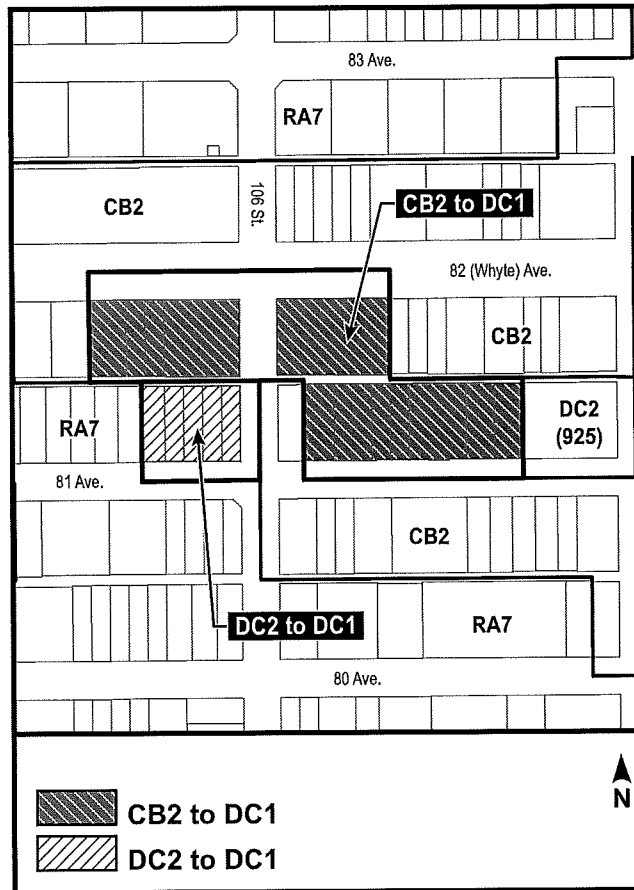 83 Ave.
RA7
CB2
106 St.
CB2 to DC1
82 (Whyte) Ave.
CB2
RA7
DC2
(925)
81 Ave.
CB2
DC2 to DC1
RA7
80 Ave.
CB2 to DC1
DC2 to DC1
N